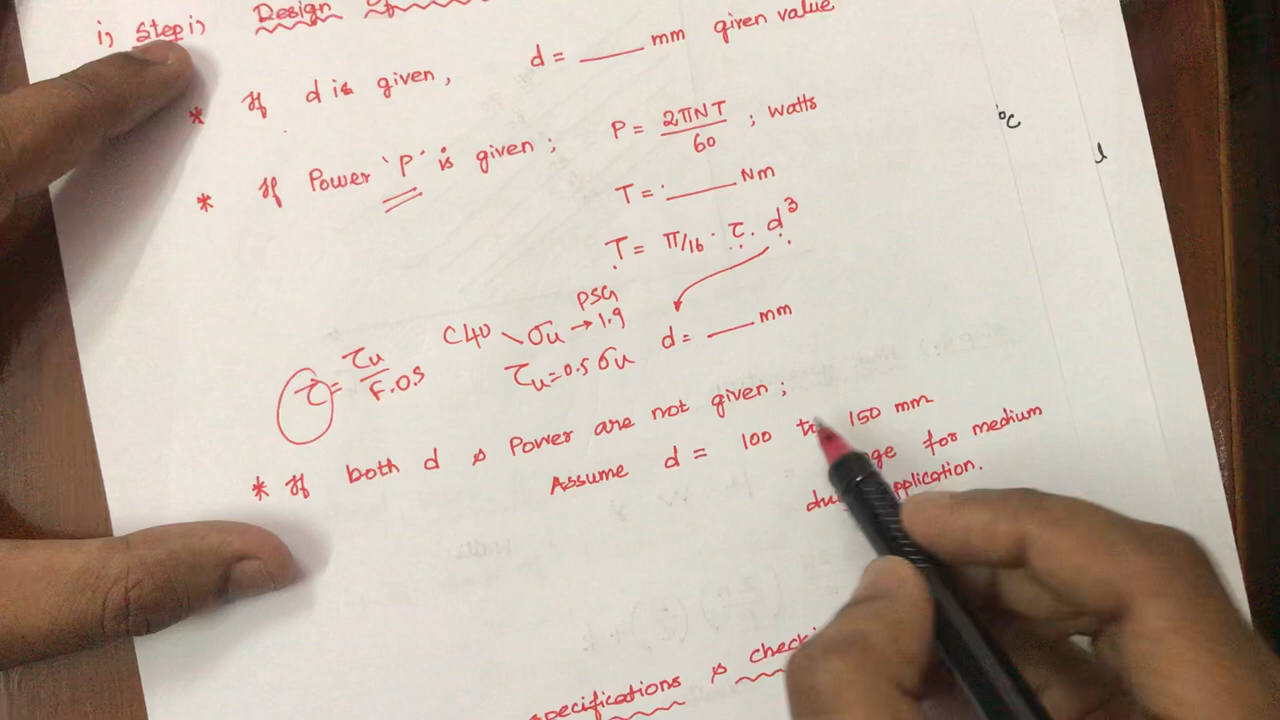 i) Step i) Design of
* If d is given, d = ____ mm given value
* If Power 'P' is given; P = 2πNT/60 ; watts
T = ____ Nm
T = π/16 · τ. d³
PSG
C40 σu → 1.9
d = ____ mm
τ = τu/F.O.S
τu = 0.5 σu
* If both d & Power are not given;
Assume d = 100 to 150 mm
for medium
application.
specifications & check
°C